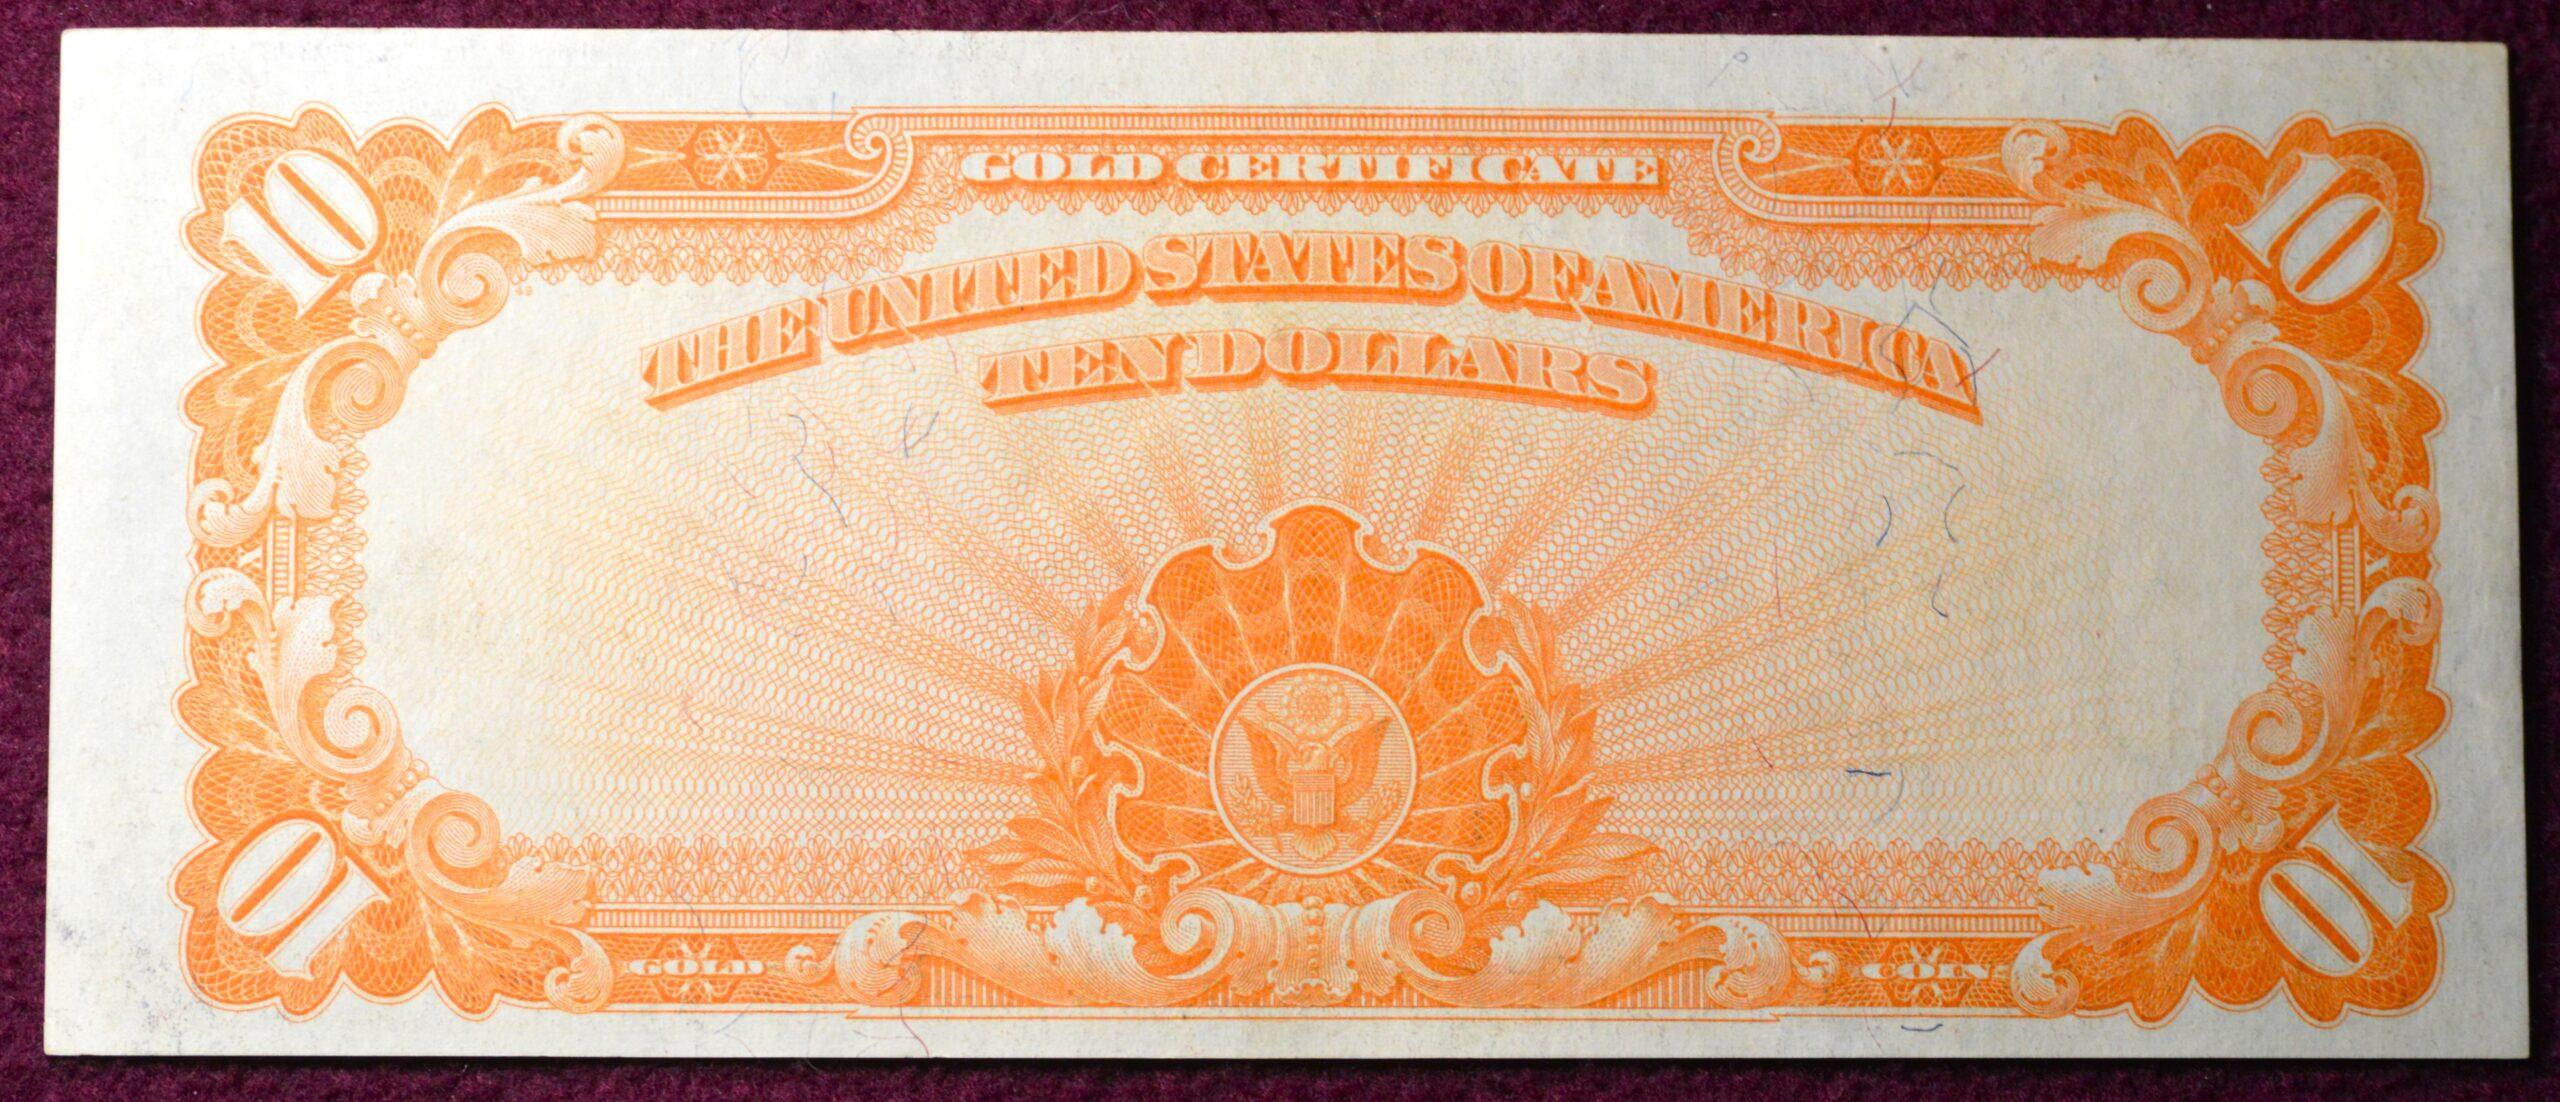 10 GOLD CERTIFICATE 10
THE UNITED STATES OF AMERICA
TEN DOLLARS
10 GOLD COIN 10